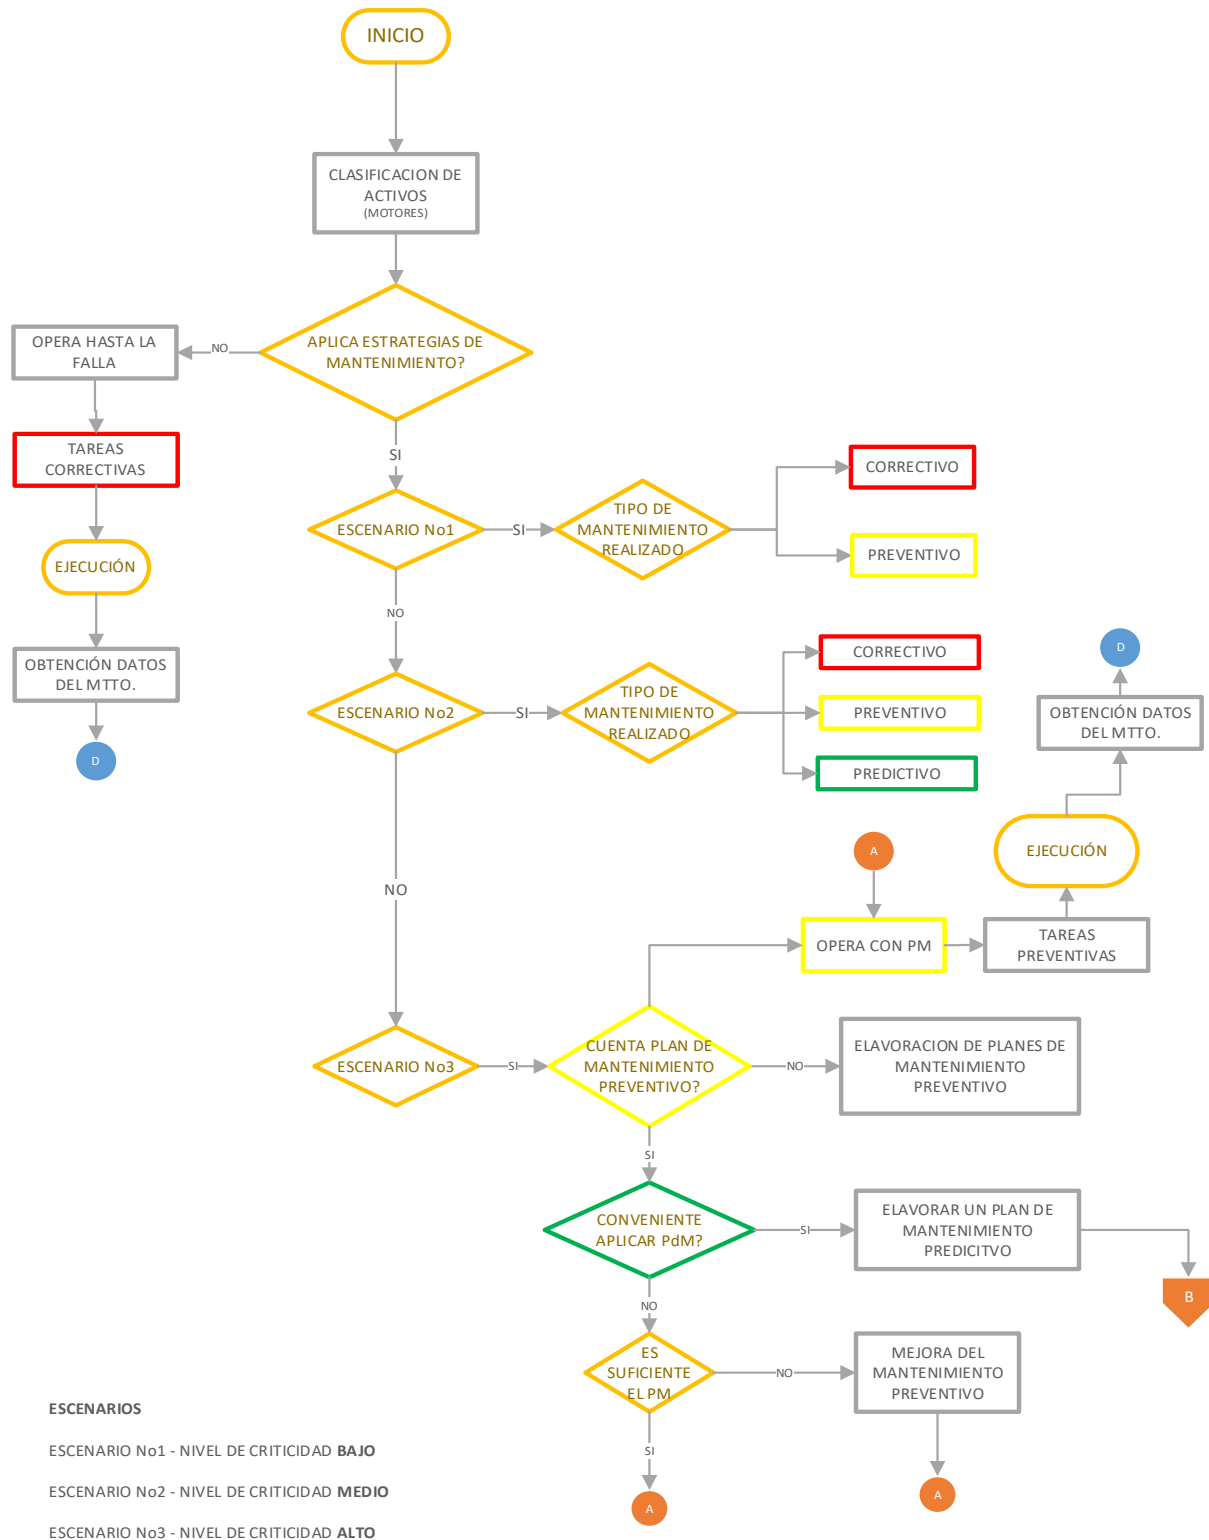 INICIO
CLASIFICACION DE
ACTIVOS
(MOTORES)
APLICA ESTRATEGIAS DE
MANTENIMIENTO?
NO
OPERA HASTA LA
FALLA
TAREAS
CORRECTIVAS
EJECUCIÓN
OBTENCIÓN DATOS
DEL MTTO.
D
SI
ESCENARIO No1
SI
TIPO DE
MANTENIMIENTO
REALIZADO
CORRECTIVO
PREVENTIVO
NO
ESCENARIO No2
SI
TIPO DE
MANTENIMIENTO
REALIZADO
CORRECTIVO
PREVENTIVO
PREDICTIVO
D
OBTENCIÓN DATOS
DEL MTTO.
EJECUCIÓN
A
NO
OPERA CON PM
TAREAS
PREVENTIVAS
ESCENARIO No3
SI
CUENTA PLAN DE
MANTENIMIENTO
PREVENTIVO?
NO
ELAVORACION DE PLANES DE
MANTENIMIENTO
PREVENTIVO
SI
CONVENIENTE
APLICAR PdM?
SI
ELAVORAR UN PLAN DE
MANTENIMIENTO
PREDICITVO
B
NO
ES
SUFICIENTE
EL PM
NO
MEJORA DEL
MANTENIMIENTO
PREVENTIVO
SI
A
A
ESCENARIOS
ESCENARIO No1 - NIVEL DE CRITICIDAD BAJO
ESCENARIO No2 - NIVEL DE CRITICIDAD MEDIO
ESCENARIO No3 - NIVEL DE CRITICIDAD ALTO